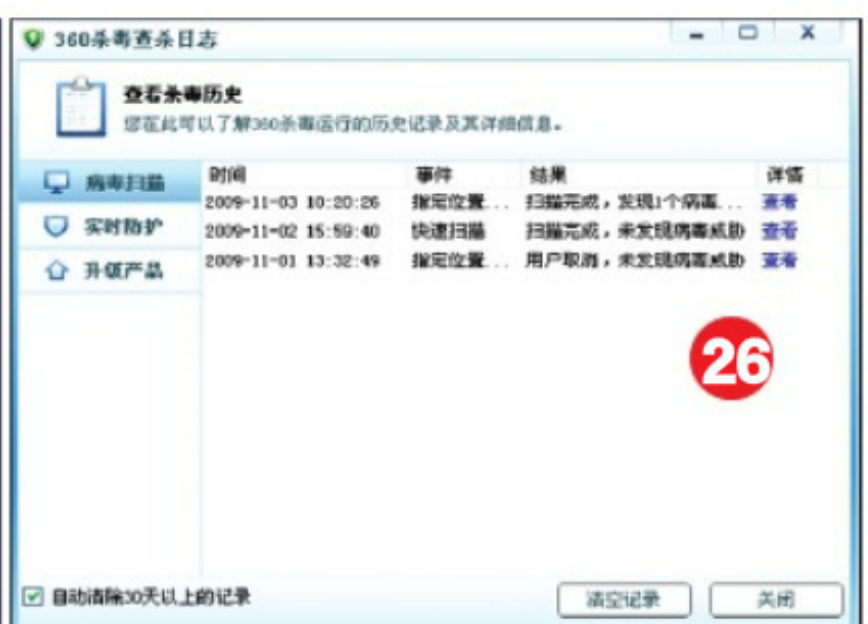 360杀毒查杀日志
查看杀毒历史
您在此可以了解360杀毒运行的历史记录及其详细信息。
病毒扫描
实时防护
升级产品
时间 事件 结果 详情
2009-11-03 10:20:26 指定位置... 扫描完成,发现1个病毒... 查看
2009-11-02 15:59:40 快速扫描 扫描完成,未发现病毒威胁 查看
2009-11-01 13:32:49 指定位置... 用户取消,未发现病毒威胁 查看
26
自动清除30天以上的记录
清空记录 关闭